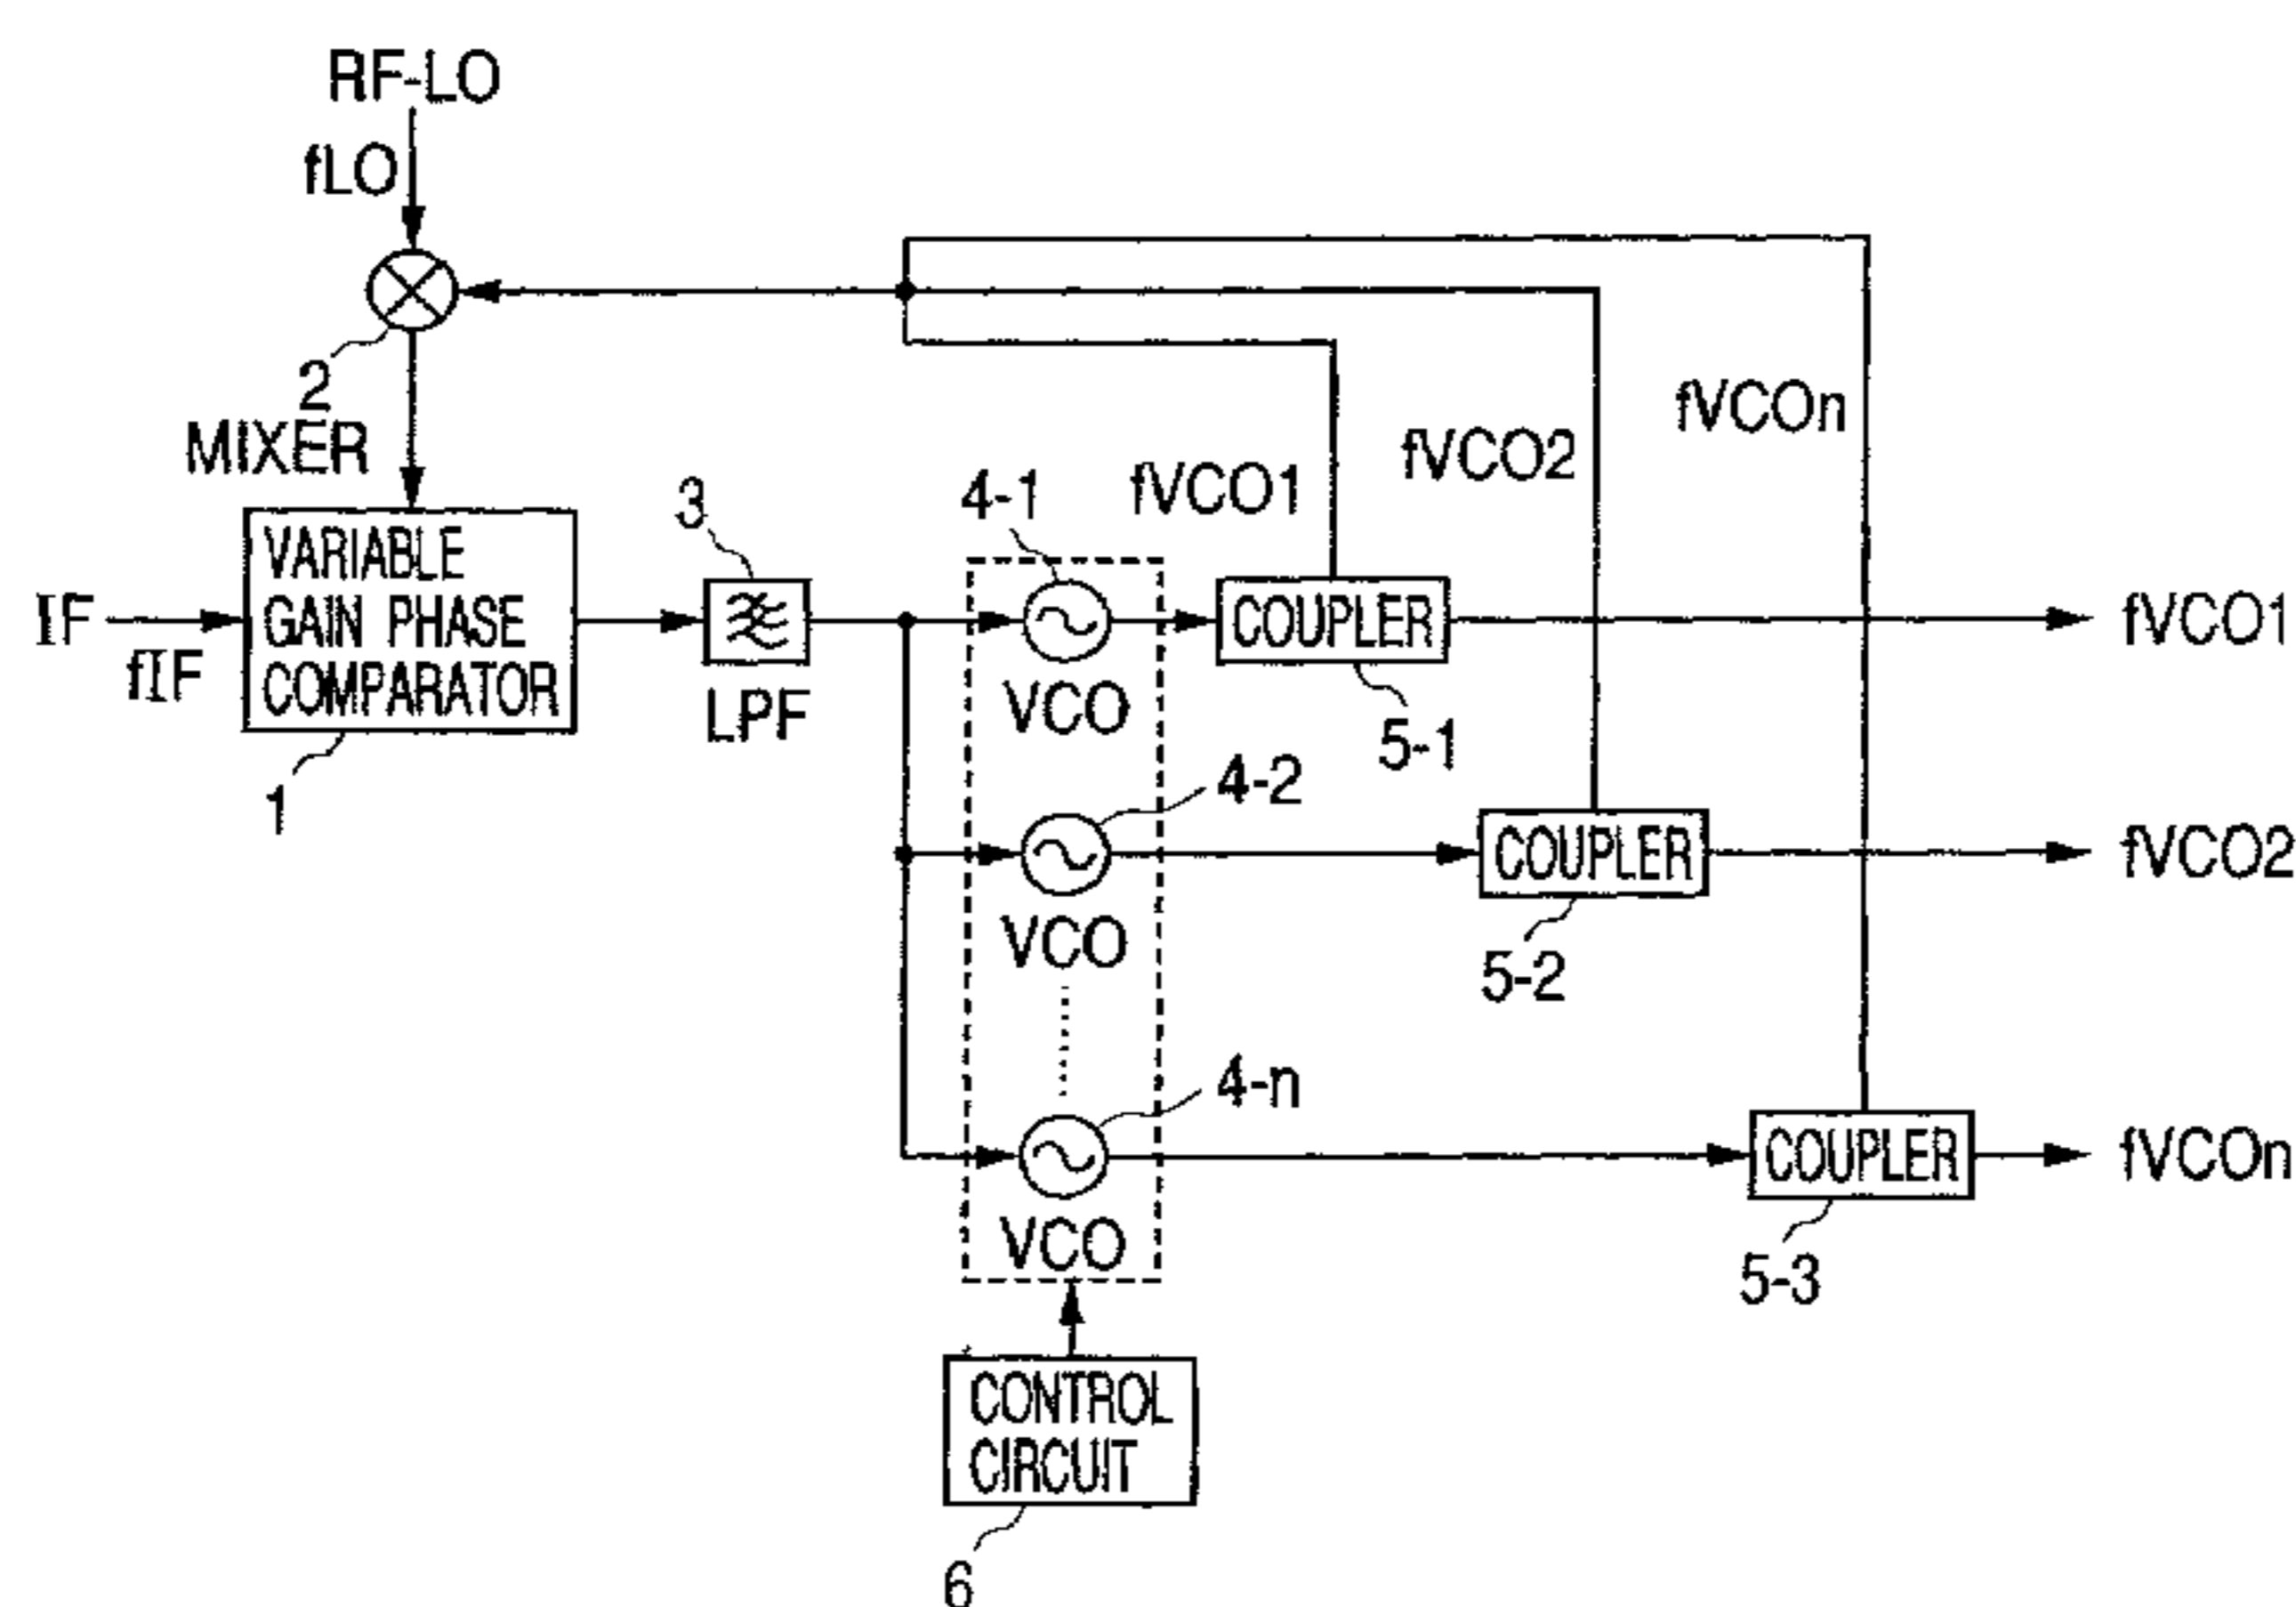 RF-LO
fLO
2
MIXER
fVCOn
fVCO2
fVCO1
4-1
3
VARIABLE
GAIN PHASE
COMPARATOR
IF
fIF
1
LPF
VCO
COUPLER
5-1
fVCO1
4-2
VCO
COUPLER
5-2
fVCO2
4-n
VCO
COUPLER
5-3
fVCOn
CONTROL
CIRCUIT
6